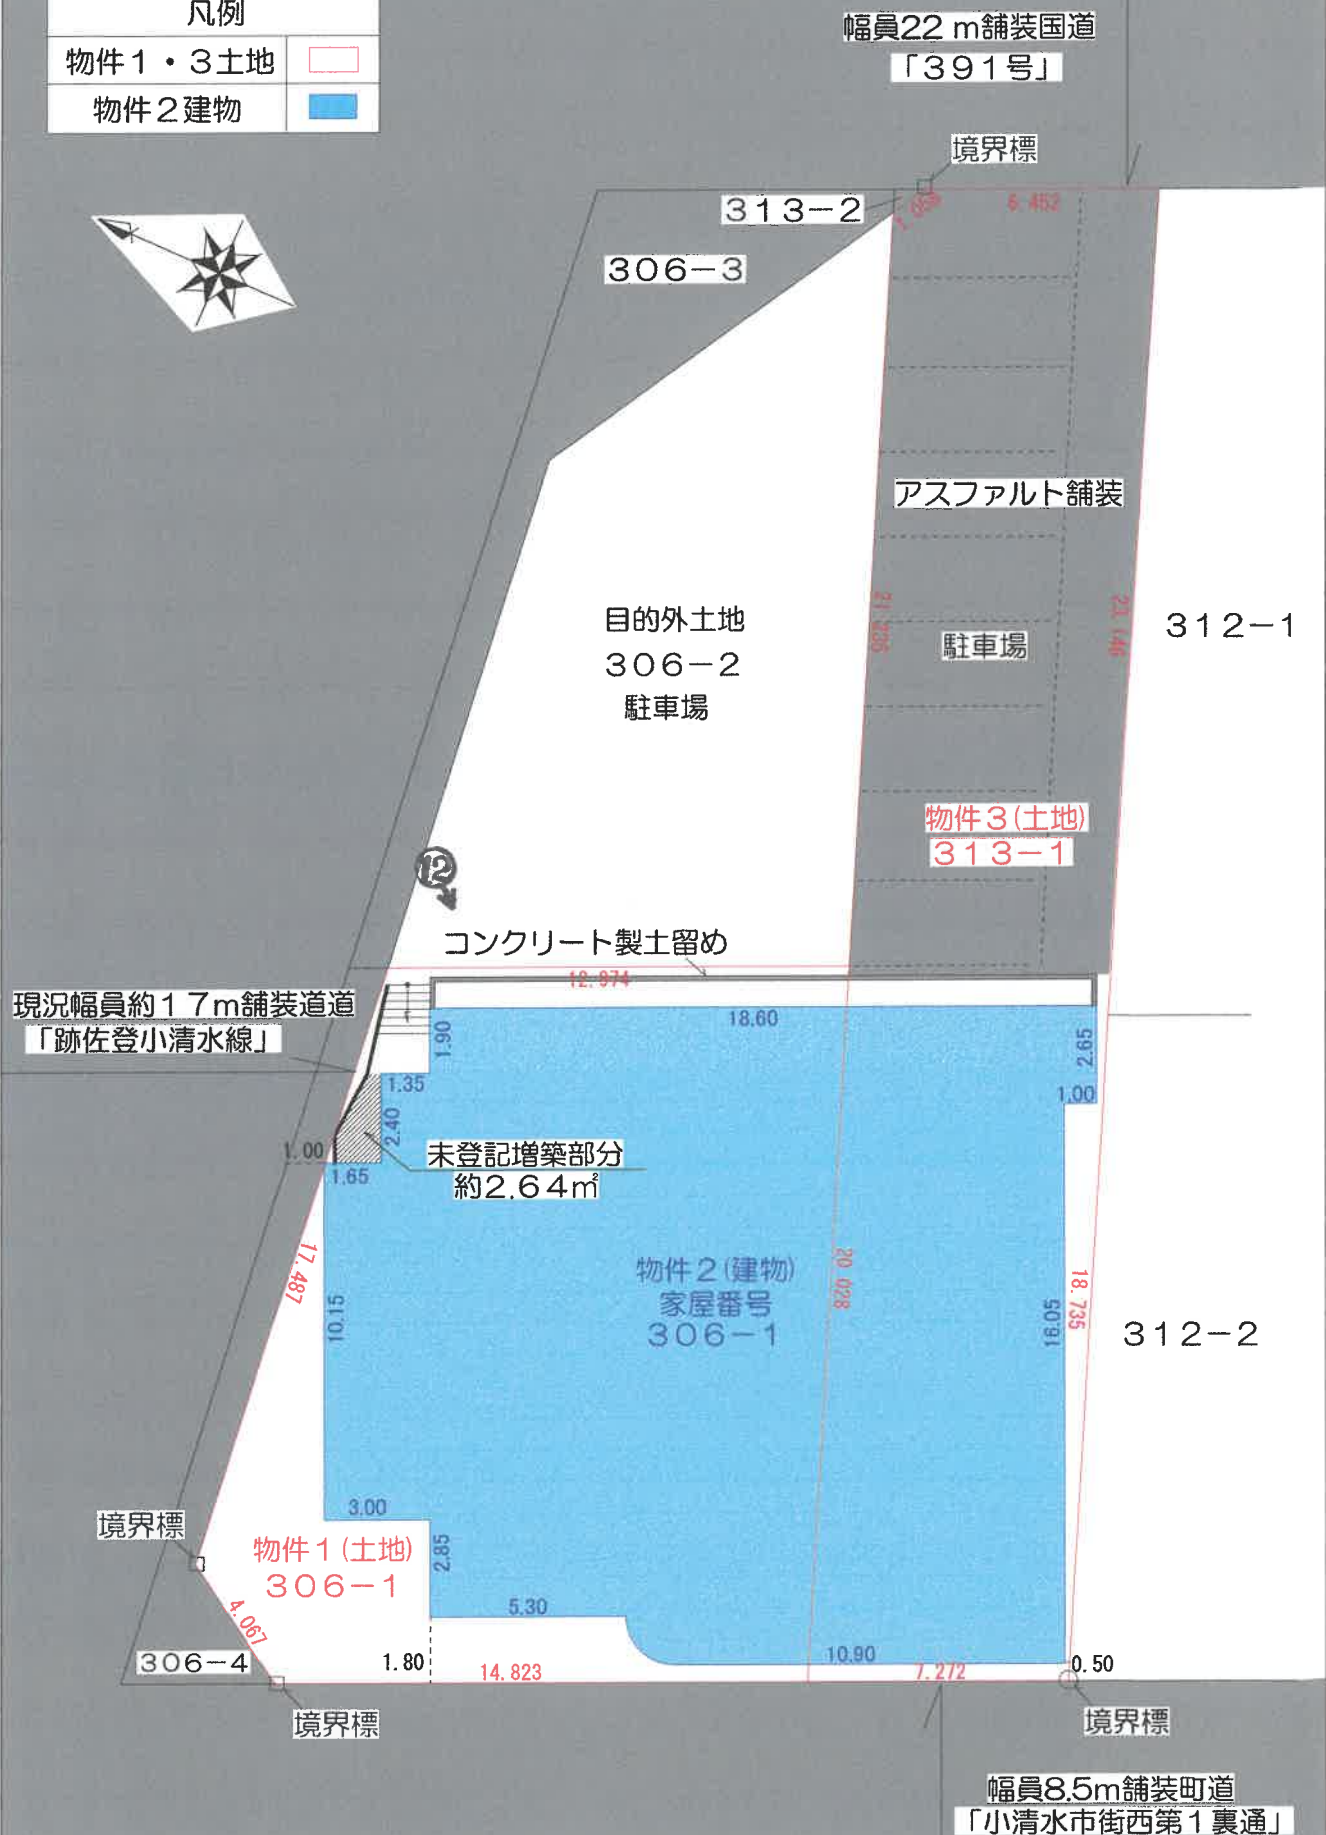 凡例
物件1・3土地
物件2建物
幅員22m舗装国道
「391号」
境界標
313-2
6.452
306-3
アスファルト舗装
目的外土地
306-2
駐車場
駐車場
23.146
312-1
物件3(土地)
313-1
⑫
コンクリート製土留め
12.974
現況幅員約17m舗装道道
「跡佐登小清水線」
18.60
1.90
2.65
1.35
1.00
2.40
1.00
未登記増築部分
約2.64㎡
1.65
17.487
10.15
物件2(建物)
家屋番号
306-1
20.028
16.05
18.735
312-2
3.00
境界標
物件1(土地)
306-1
2.85
4.067
5.30
306-4
1.80
14.823
10.90
7.272
0.50
境界標
境界標
幅員8.5m舗装町道
「小清水市街西第1裏通」